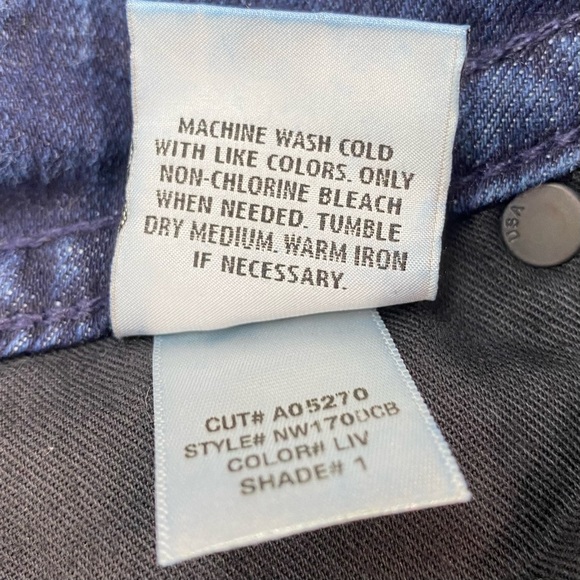 MACHINE WASH COLD
WITH LIKE COLORS. ONLY
NON-CHLORINE BLEACH
WHEN NEEDED. TUMBLE
DRY MEDIUM. WARM IRON
IF NECESSARY.
CUT# A05270
STYLE# NW170DCB
COLOR# LIV
SHADE# 1
USA